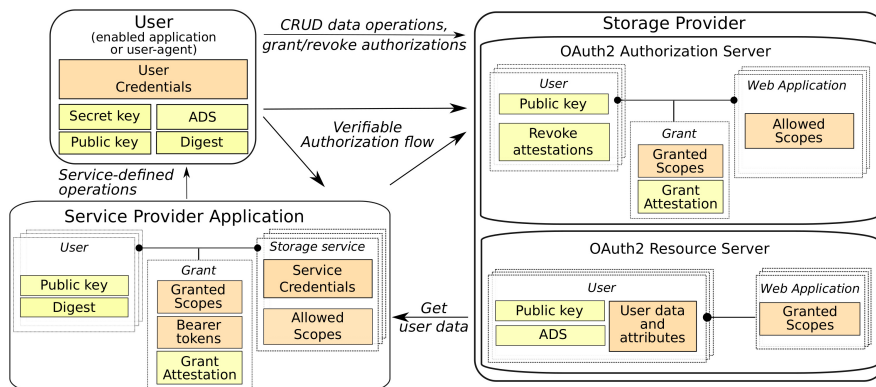 User
(enabled application
or user-agent)
User
Credentials
Secret key
ADS
Public key
Digest
CRUD data operations,
grant/revoke authorizations
Verifiable
Authorization flow
Service-defined
operations
Storage Provider
OAuth2 Authorization Server
User
Public key
Revoke
attestations
Grant
Granted
Scopes
Grant
Attestation
Web Application
Allowed
Scopes
Service Provider Application
User
Public key
Digest
Grant
Granted
Scopes
Bearer
tokens
Grant
Attestation
Storage service
Service
Credentials
Allowed
Scopes
Get
user data
OAuth2 Resource Server
User
Public key
ADS
User data
and
attributes
Web Application
Granted
Scopes